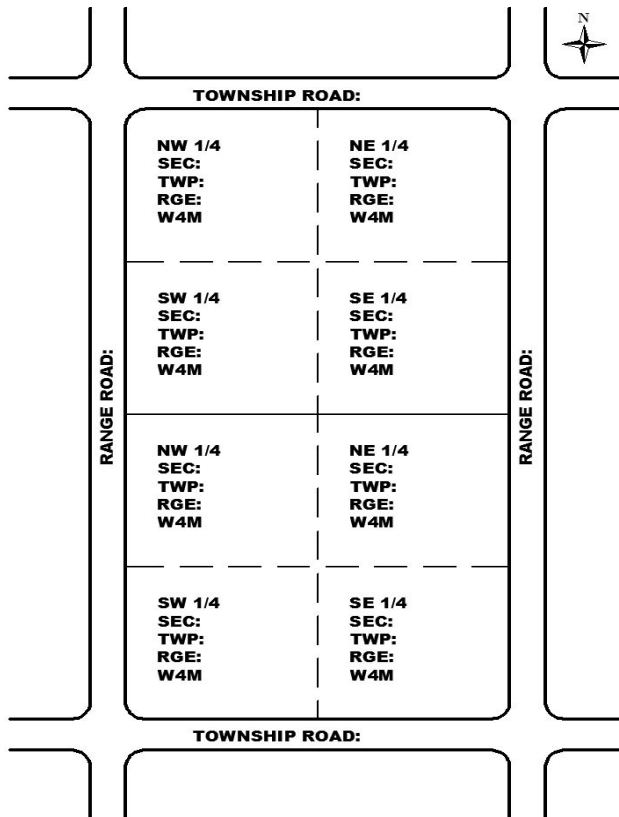 N
TOWNSHIP ROAD:
NW 1/4
SEC:
TWP:
RGE:
W4M
NE 1/4
SEC:
TWP:
RGE:
W4M
SW 1/4
SEC:
TWP:
RGE:
W4M
SE 1/4
SEC:
TWP:
RGE:
W4M
RANGE ROAD:
RANGE ROAD:
NW 1/4
SEC:
TWP:
RGE:
W4M
NE 1/4
SEC:
TWP:
RGE:
W4M
SW 1/4
SEC:
TWP:
RGE:
W4M
SE 1/4
SEC:
TWP:
RGE:
W4M
TOWNSHIP ROAD: